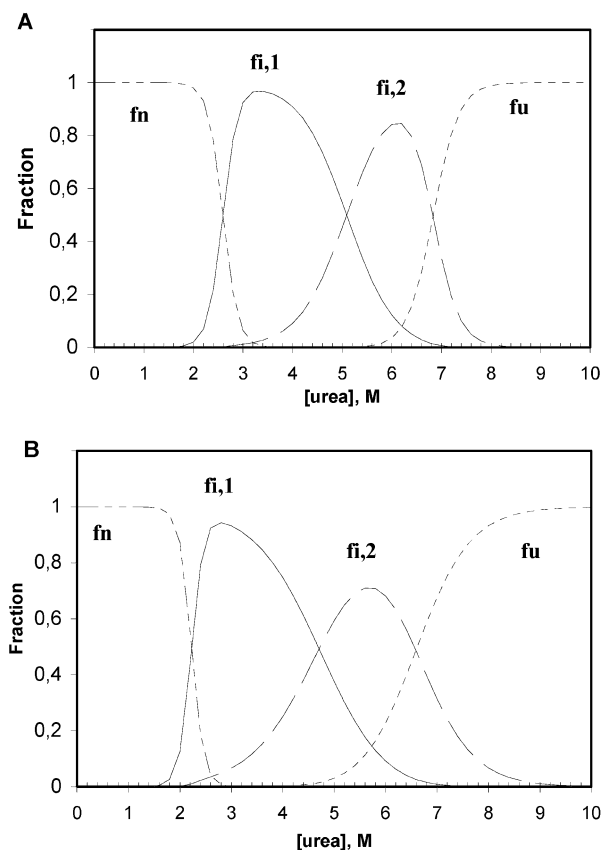 A
fi,1
fi,2
fn
fu
Fraction
1
0,8
0,6
0,4
0,2
0
0 1 2 3 4 5 6 7 8 9 10
[urea], M
B
fi,1
fi,2
fn
fu
Fraction
1
0,8
0,6
0,4
0,2
0
0 1 2 3 4 5 6 7 8 9 10
[urea], M